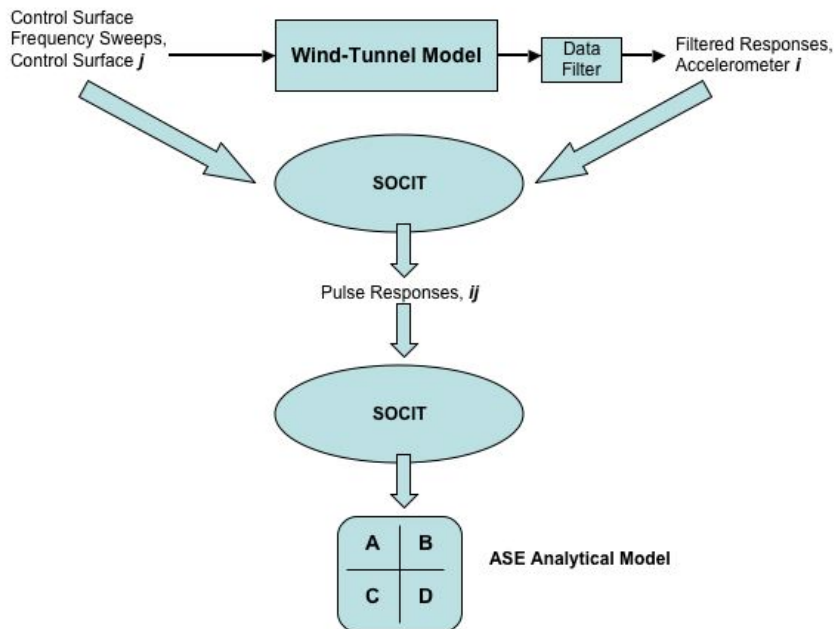 Control Surface
Frequency Sweeps,
Control Surface j
Wind-Tunnel Model
Data
Filter
Filtered Responses,
Accelerometer i
SOCIT
Pulse Responses, ij
SOCIT
A B
C D
ASE Analytical Model